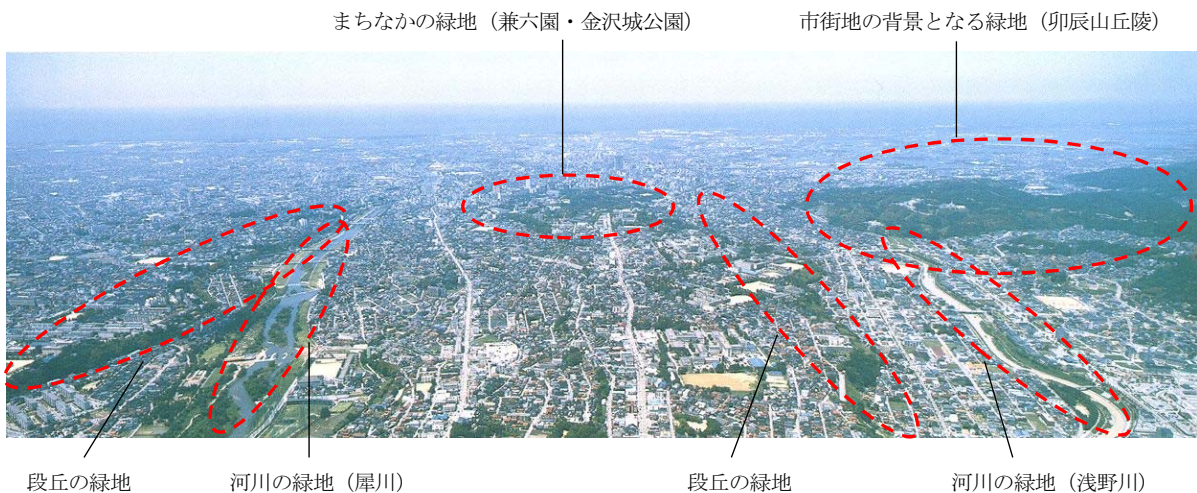 まちなかの緑地（兼六園・金沢城公園）
市街地の背景となる緑地（卯辰山丘陵）
段丘の緑地
河川の緑地（犀川）
段丘の緑地
河川の緑地（浅野川）